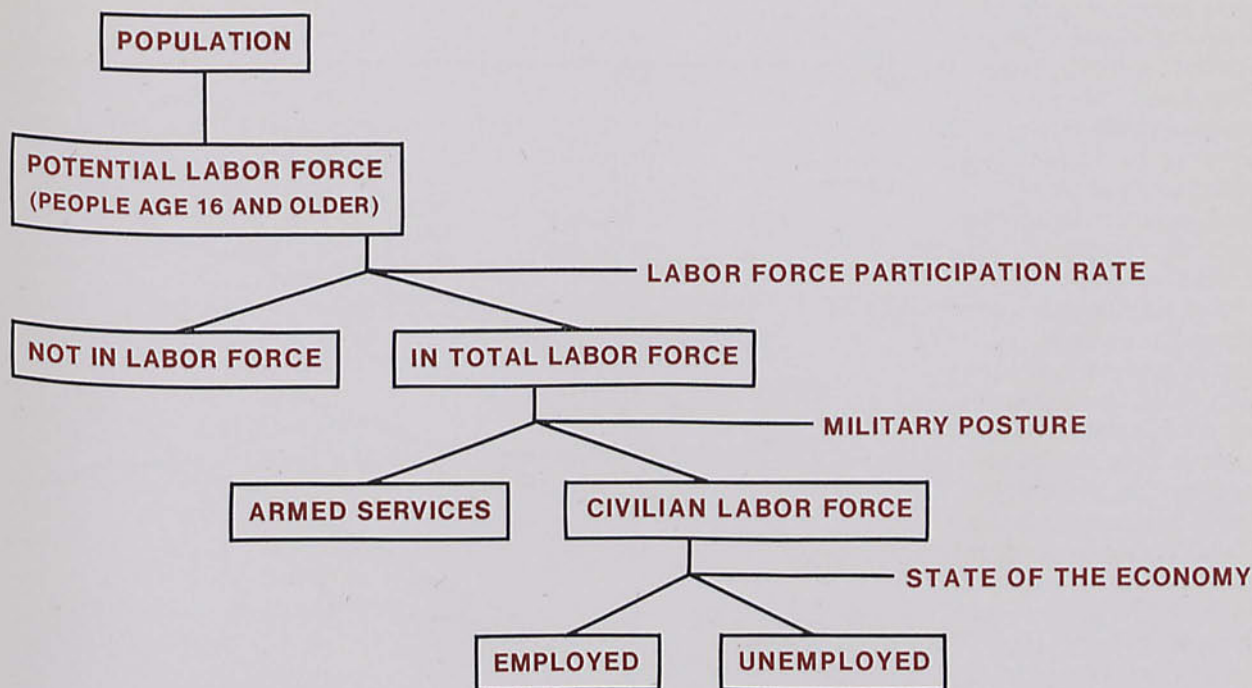 POPULATION
POTENTIAL LABOR FORCE
(PEOPLE AGE 16 AND OLDER)
LABOR FORCE PARTICIPATION RATE
NOT IN LABOR FORCE
IN TOTAL LABOR FORCE
MILITARY POSTURE
ARMED SERVICES
CIVILIAN LABOR FORCE
STATE OF THE ECONOMY
EMPLOYED
UNEMPLOYED